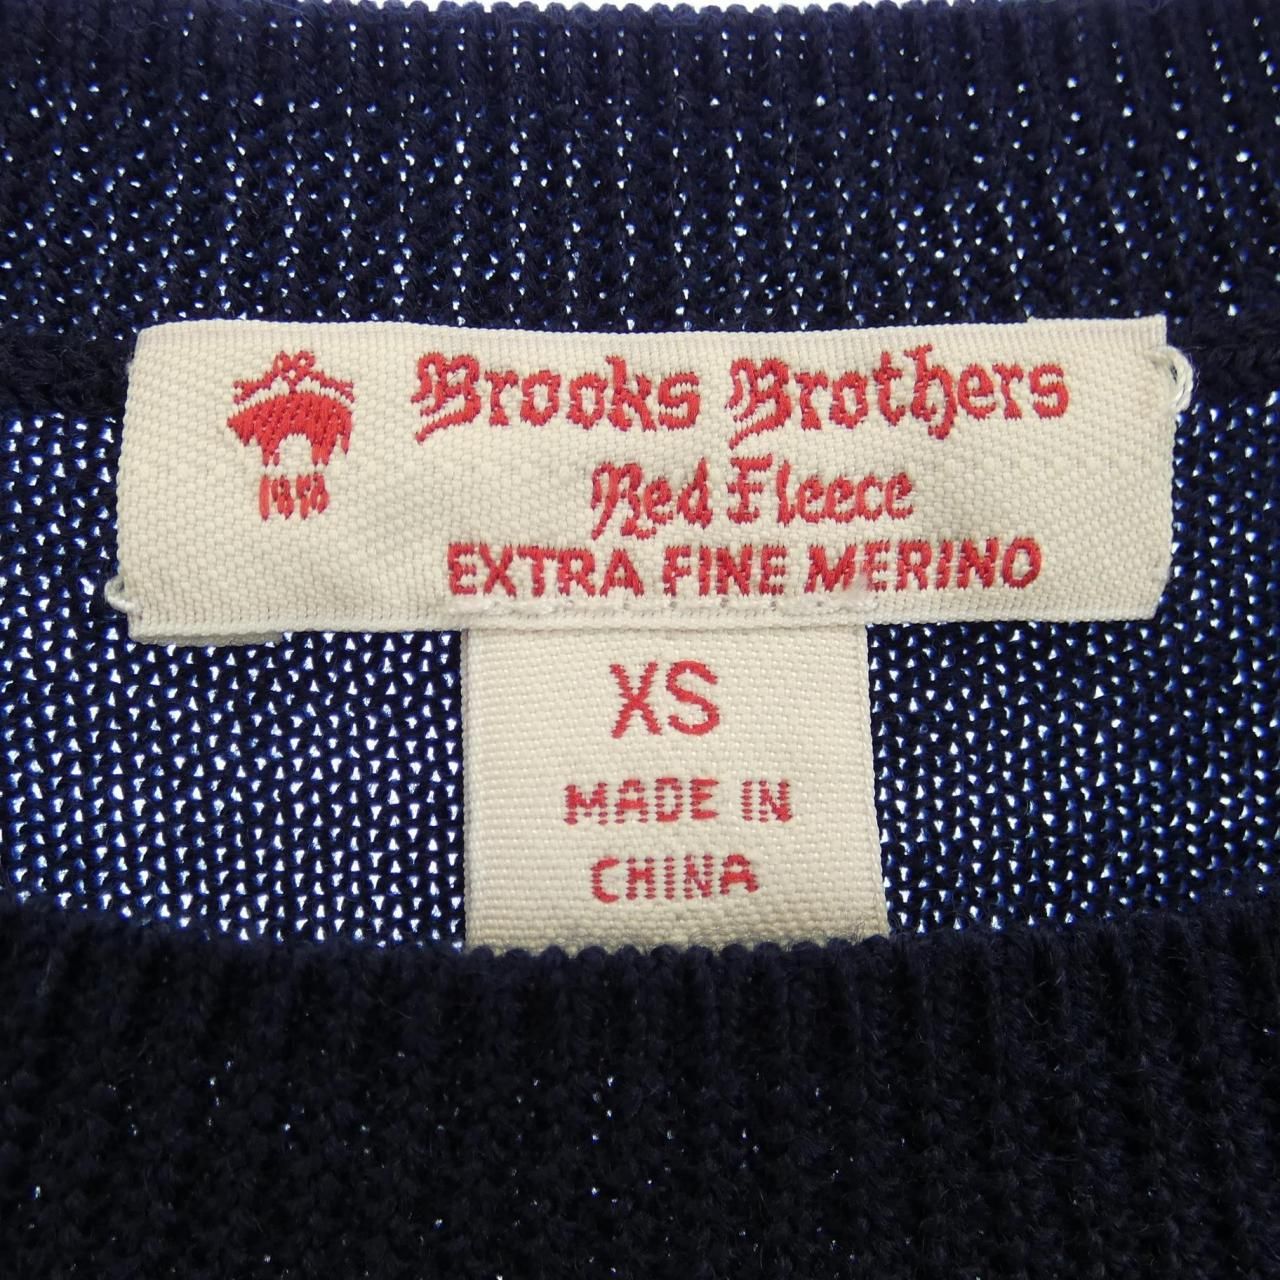 Brooks Brothers
Red Fleece
EXTRA FINE MERINO
XS
MADE IN
CHINA